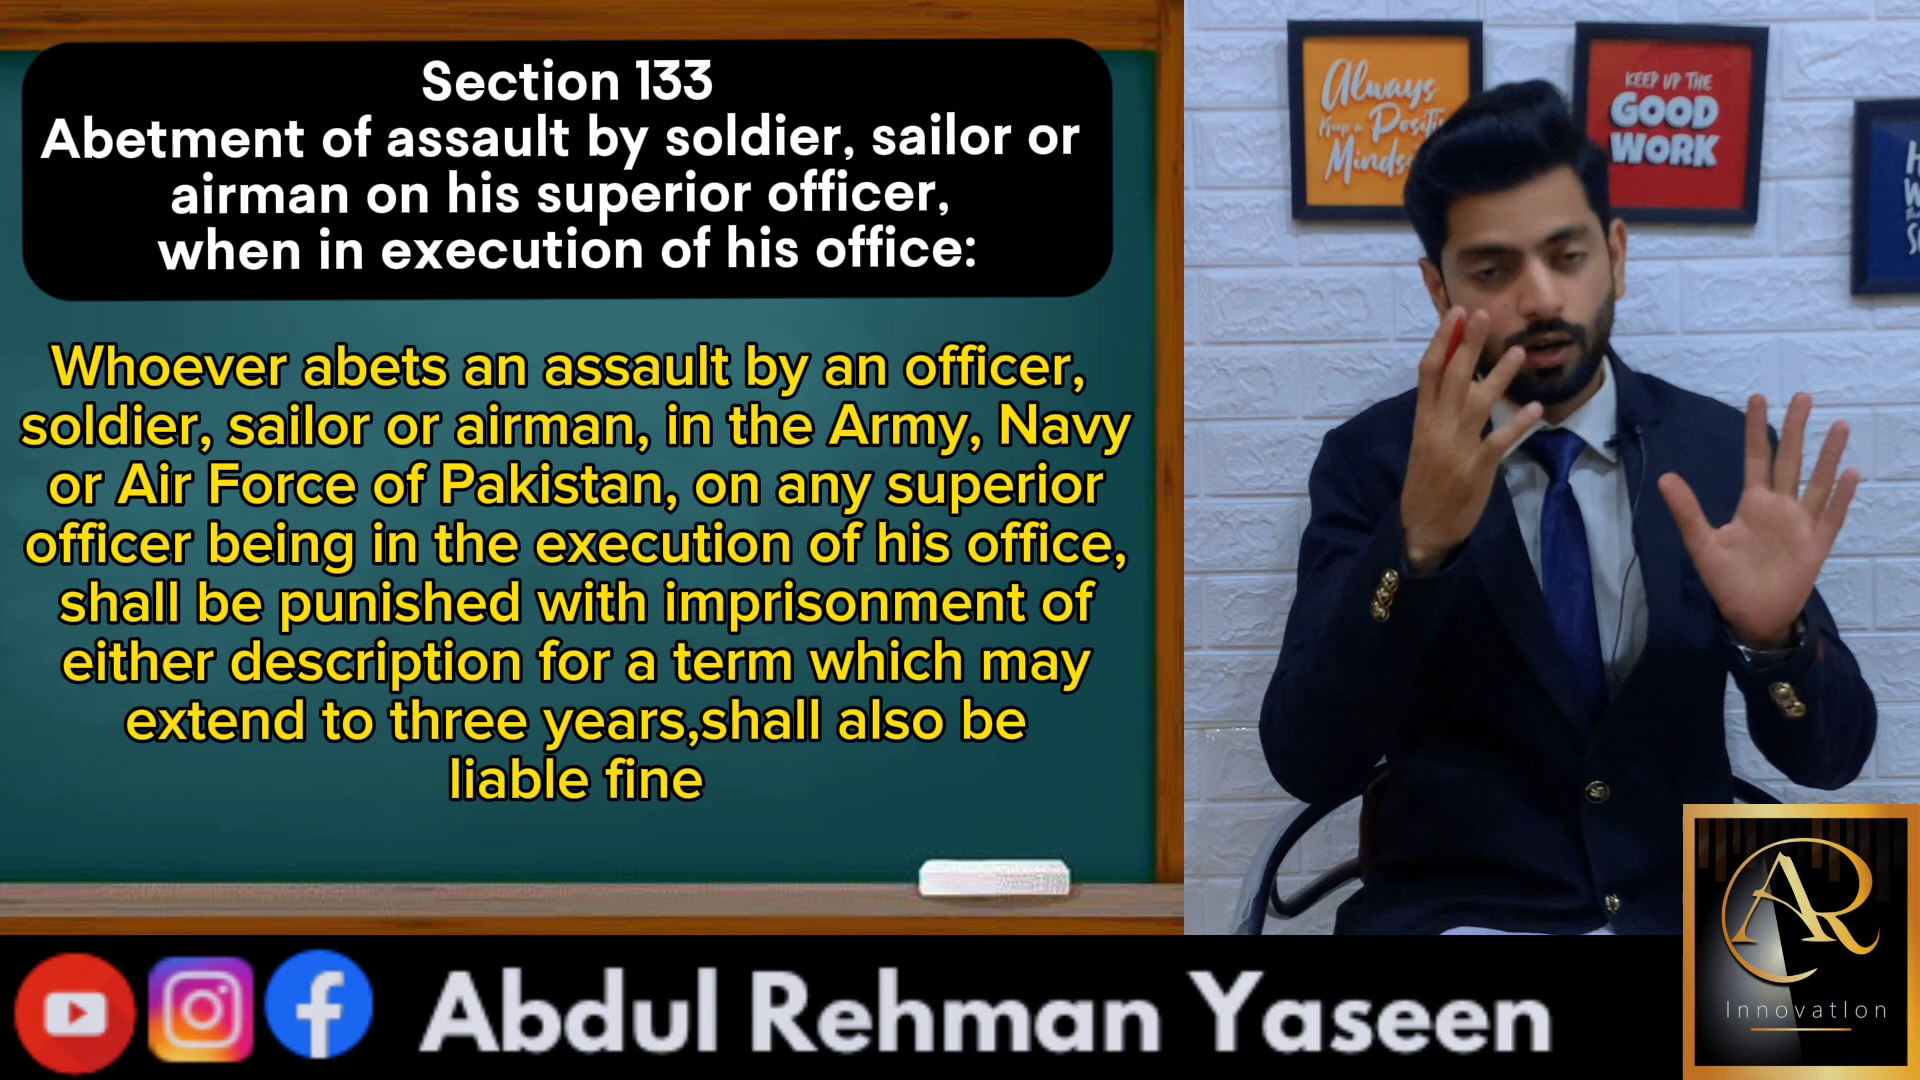 Section 133
Abetment of assault by soldier, sailor or
airman on his superior officer,
when in execution of his office:
Whoever abets an assault by an officer,
soldier, sailor or airman, in the Army, Navy
or Air Force of Pakistan, on any superior
officer being in the execution of his office,
shall be punished with imprisonment of
either description for a term which may
extend to three years,shall also be
liable fine
Always
Keep a Positi
Minds
KEEP UP THE
GOOD
WORK
AR
InnovatIon
Abdul Rehman Yaseen